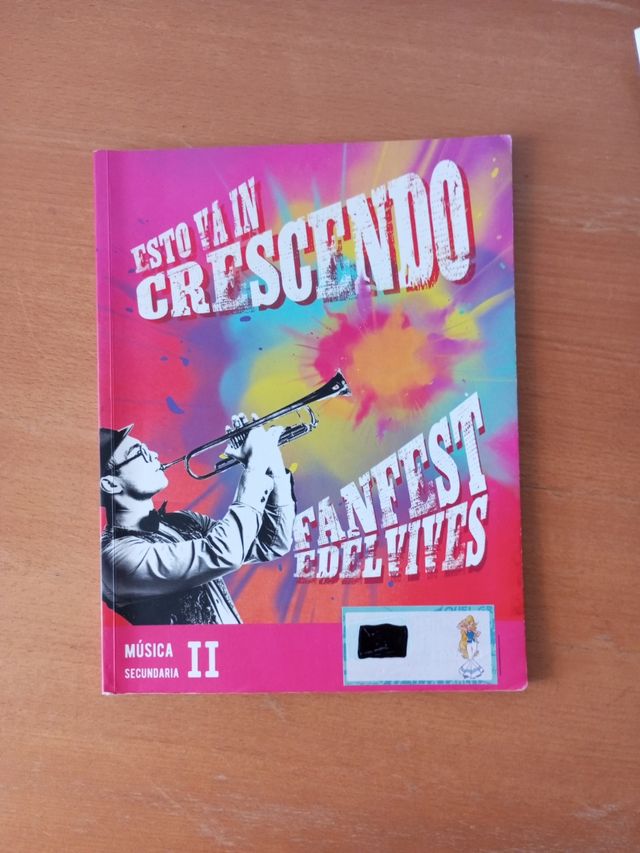 ESTO VA IN
CRESCENDO
FANFEST
EDELVIVES
MÚSICA
SECUNDARIA II